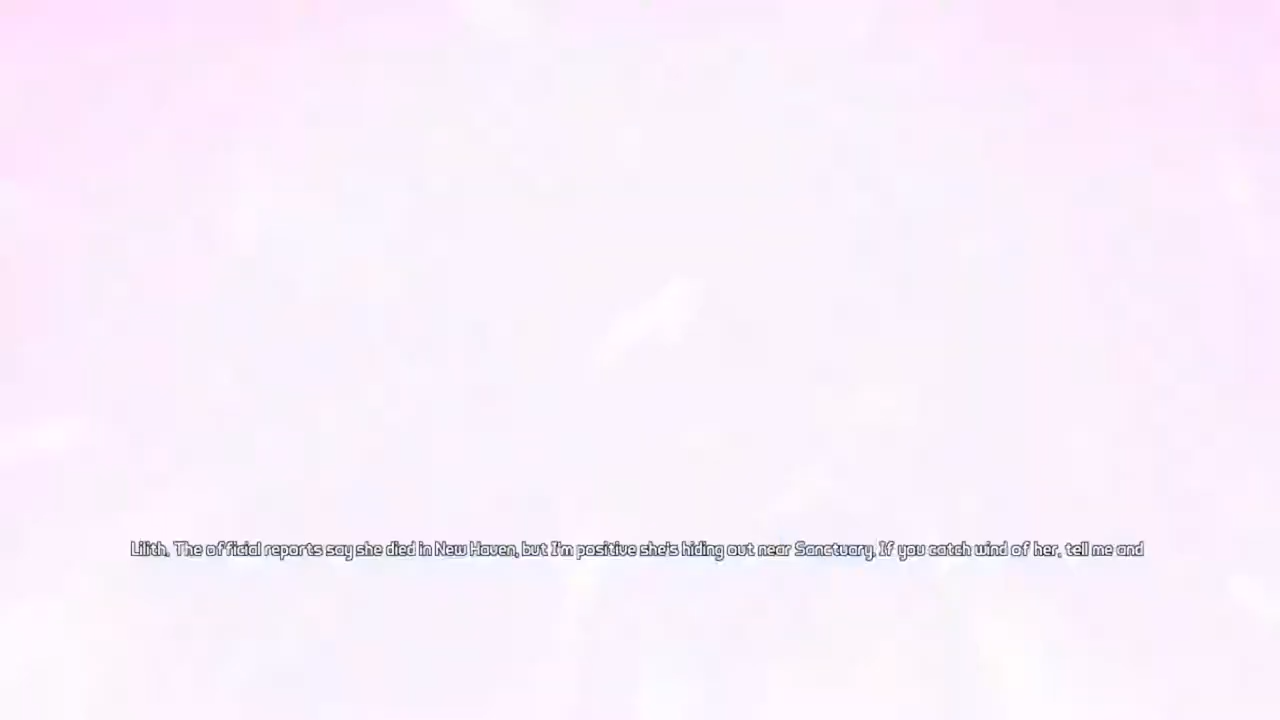 Lilith. The official reports say she died in New Haven, but I'm positive she's hiding out near Sanctuary. If you catch wind of her, tell me and